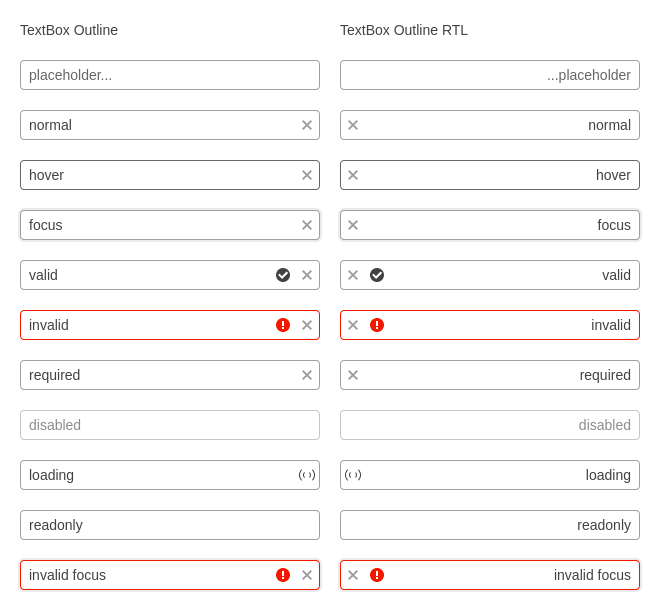 TextBox Outline
placeholder...
normal
hover
focus
valid
invalid
required
disabled
loading
readonly
invalid focus
TextBox Outline RTL
...placeholder
normal
hover
focus
valid
invalid
required
disabled
loading
readonly
invalid focus